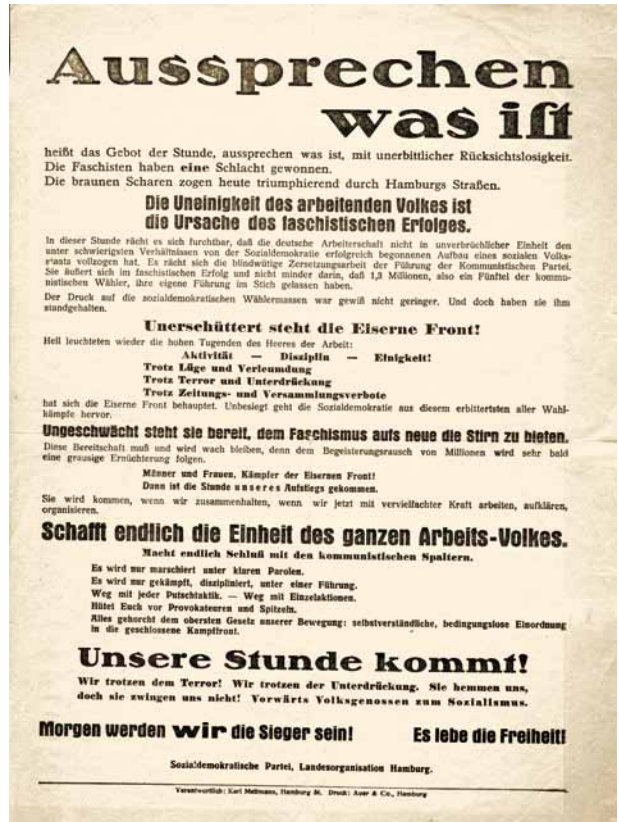 Aussprechen
was ist
heißt das Gebot der Stunde, aussprechen was ist, mit unerbittlicher Rücksichtslosigkeit.
Die Faschisten haben eine Schlacht gewonnen.
Die braunen Scharen zogen heute triumphierend durch Hamburgs Straßen.
Die Uneinigkeit des arbeitenden Volkes ist
die Ursache des faschistischen Erfolges.
In dieser Stunde rächt es sich furchtbar, daß die deutsche Arbeiterschaft nicht in unverbrüchlicher Einheit den
unter schwierigsten Verhältnissen von der Sozialdemokratie erfolgreich begonnenen Aufbau eines sozialen Volks-
staats vollzogen hat. Es rächt sich die blindwütige Zersetzungsarbeit der Führung der Kommunistischen Partei.
Sie äußert sich im faschistischen Erfolg und nicht minder darin, daß 1,3 Millionen, also ein Fünftel der kommu-
nistischen Wähler, ihre eigene Führung im Stich gelassen haben.
Der Druck auf die sozialdemokratischen Wählermassen war gewiß nicht geringer. Und doch haben sie ihm
standgehalten.
Unerschüttert steht die Eiserne Front!
Hell leuchteten wieder die hohen Tugenden des Heeres der Arbeit:
Aktivität — Disziplin — Einigkeit!
Trotz Lüge und Verleumdung
Trotz Terror und Unterdrückung
Trotz Zeitungs- und Versammlungsverbote
hat sich die Eiserne Front behauptet. Unbesiegt geht die Sozialdemokratie aus diesem erbittertsten aller Wahl-
kämpfe hervor.
Ungeschwächt steht sie bereit, dem Faschismus aufs neue die Stirn zu bieten.
Diese Bereitschaft muß und wird wach bleiben, denn dem Begeisterungsrausch von Millionen wird sehr bald
eine grausige Ernüchterung folgen.
Männer und Frauen, Kämpfer der Eisernen Front!
Dann ist die Stunde unseres Aufstiegs gekommen.
Sie wird kommen, wenn wir zusammenhalten, wenn wir jetzt mit vervielfachter Kraft arbeiten, aufklären,
organisieren.
Schafft endlich die Einheit des ganzen Arbeits-Volkes.
Macht endlich Schluß mit den kommunistischen Spaltern.
Es wird nur marschiert unter klaren Parolen.
Es wird nur gekämpft, diszipliniert, unter einer Führung.
Weg mit jeder Putschtaktik. — Weg mit Einzelaktionen.
Hütet Euch vor Provokateuren und Spitzeln.
Alles gehorcht dem obersten Gesetz unserer Bewegung: selbstverständliche, bedingungslose Einordnung
in die geschlossene Kampffront.
Unsere Stunde kommt!
Wir trotzen dem Terror! Wir trotzen der Unterdrückung. Sie hemmen uns,
doch sie zwingen uns nicht! Vorwärts Volksgenossen zum Sozialismus.
Morgen werden wir die Sieger sein! Es lebe die Freiheit!
Sozialdemokratische Partei, Landesorganisation Hamburg.
Verantwortlich: Karl Meitmann, Hamburg 36. Druck: Auer & Co., Hamburg